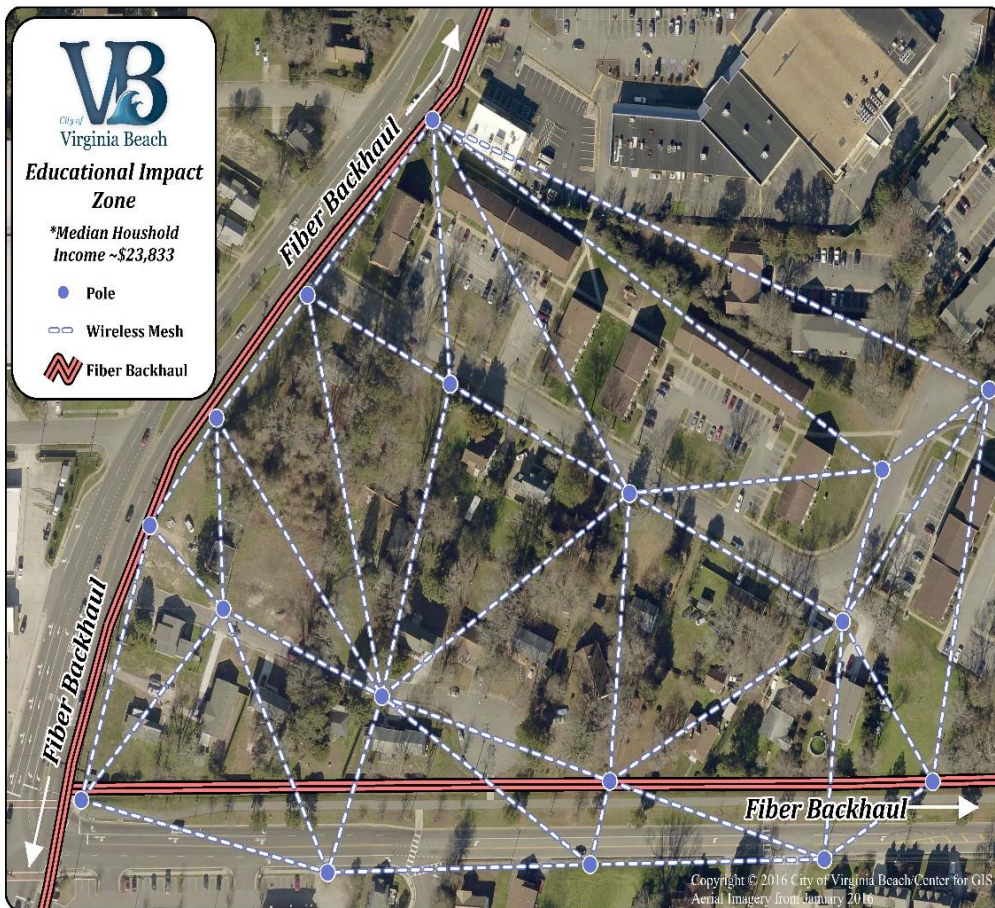 VB
City of
Virginia Beach
Educational Impact
Zone
*Median Houshold
Income ~$23,833
Pole
Wireless Mesh
Fiber Backhaul
Fiber Backhaul
Fiber Backhaul
Fiber Backhaul
Copyright © 2016 City of Virginia Beach/Center for GIS
Aerial Imagery from January 2016